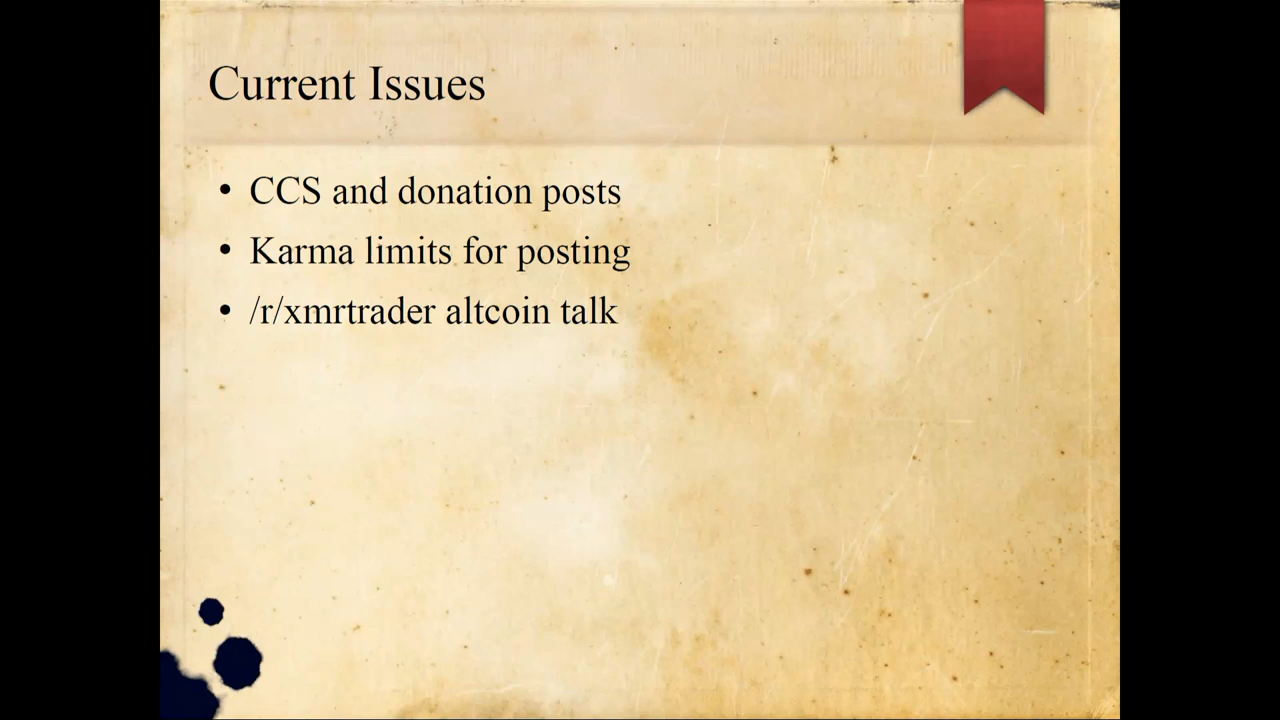 Current Issues
• CCS and donation posts
• Karma limits for posting
• /r/xmrtrader altcoin talk